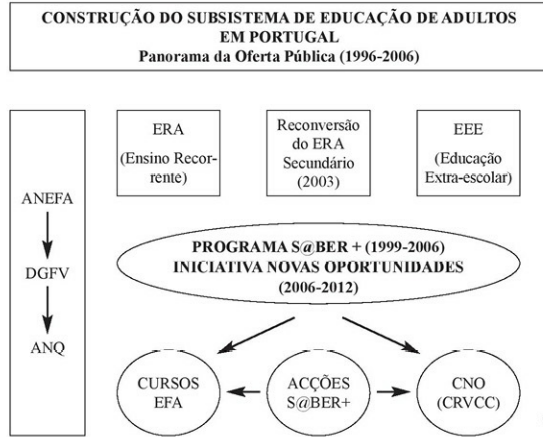 CONSTRUÇÃO DO SUBSISTEMA DE EDUCAÇÃO DE ADULTOS
EM PORTUGAL
Panorama da Oferta Pública (1996-2006)
ERA
(Ensino Recor-
rente)
Reconversão
do ERA
Secundário
(2003)
EEE
(Educação
Extra-escolar)
ANEFA
DGFV
ANQ
PROGRAMA S@BER + (1999-2006)
INICIATIVA NOVAS OPORTUNIDADES
(2006-2012)
CURSOS
EFA
ACÇÕES
S@BER+
CNO
(CRVCC)